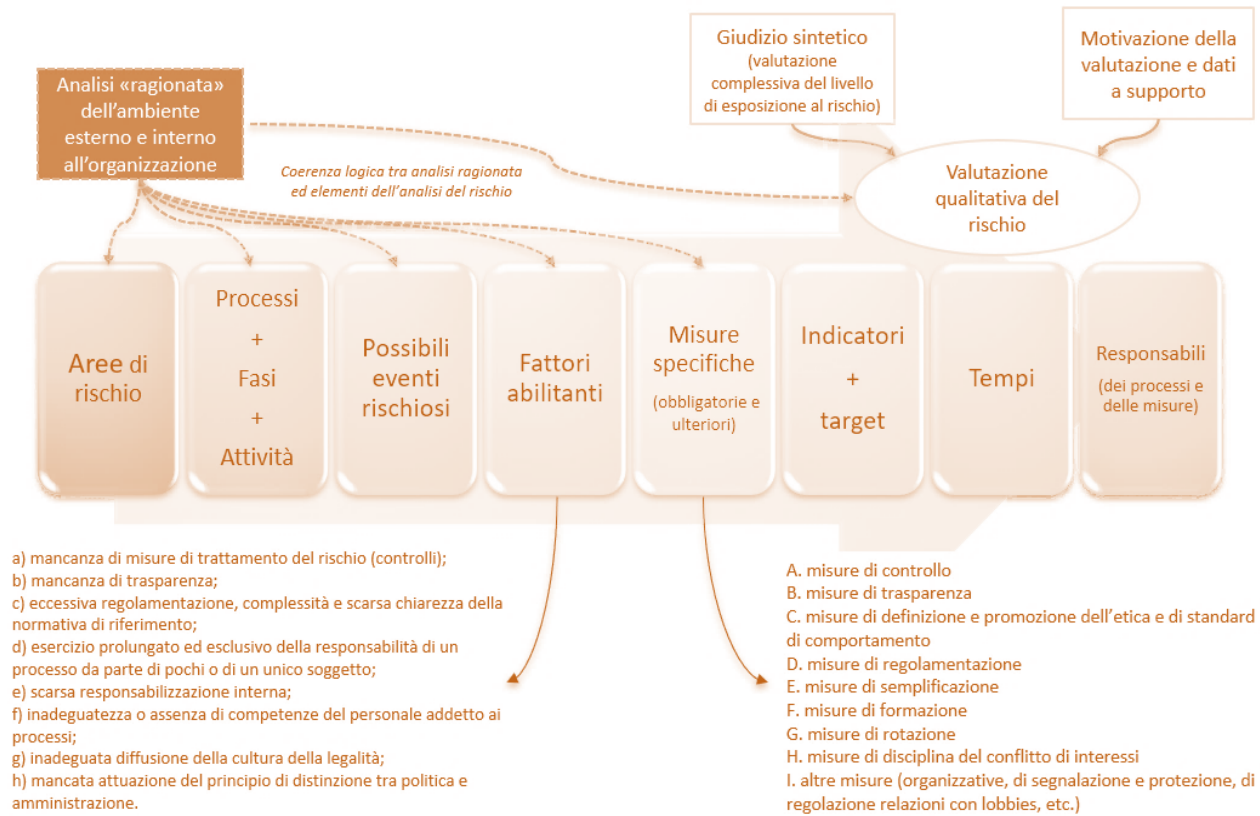 Analisi «ragionata»
dell’ambiente
esterno e interno
all’organizzazione
Giudizio sintetico
(valutazione
complessiva del livello
di esposizione al rischio)
Motivazione della
valutazione e dati
a supporto
Coerenza logica tra analisi ragionata
ed elementi dell’analisi del rischio
Valutazione
qualitativa del
rischio
Aree di
rischio
Processi
+
Fasi
+
Attività
Possibili
eventi
rischiosi
Fattori
abilitanti
Misure
specifiche
(obbligatorie e
ulteriori)
Indicatori
+
target
Tempi
Responsabili
(dei processi e
delle misure)
a) mancanza di misure di trattamento del rischio (controlli);
b) mancanza di trasparenza;
c) eccessiva regolamentazione, complessità e scarsa chiarezza della
normativa di riferimento;
d) esercizio prolungato ed esclusivo della responsabilità di un
processo da parte di pochi o di un unico soggetto;
e) scarsa responsabilizzazione interna;
f) inadeguatezza o assenza di competenze del personale addetto ai
processi;
g) inadeguata diffusione della cultura della legalità;
h) mancata attuazione del principio di distinzione tra politica e
amministrazione.
A. misure di controllo
B. misure di trasparenza
C. misure di definizione e promozione dell’etica e di standard
di comportamento
D. misure di regolamentazione
E. misure di semplificazione
F. misure di formazione
G. misure di rotazione
H. misure di disciplina del conflitto di interessi
I. altre misure (organizzative, di segnalazione e protezione, di
regolazione relazioni con lobbies, etc.)